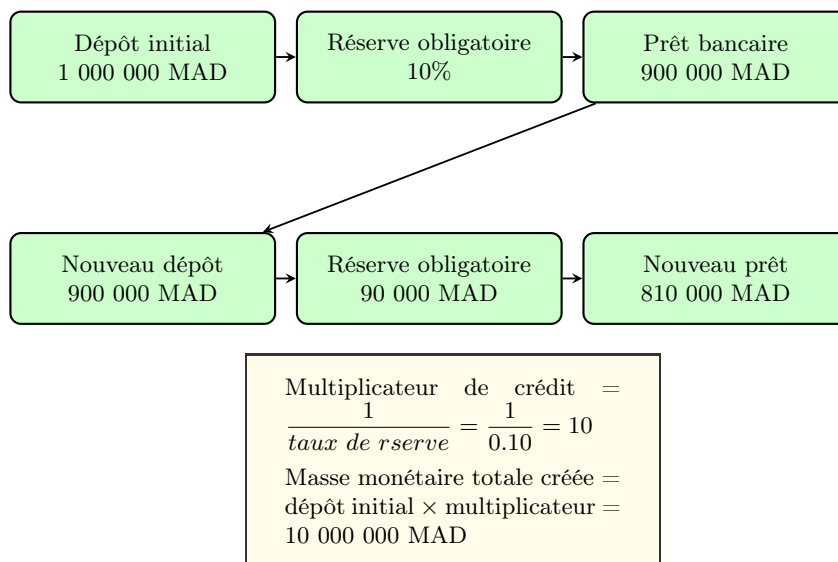 Dépôt initial
1 000 000 MAD
Réserve obligatoire
10%
Prêt bancaire
900 000 MAD
Nouveau dépôt
900 000 MAD
Réserve obligatoire
90 000 MAD
Nouveau prêt
810 000 MAD
Multiplicateur de crédit =
1/taux de rserve = 1/0.10 = 10
Masse monétaire totale créée =
dépôt initial × multiplicateur =
10 000 000 MAD